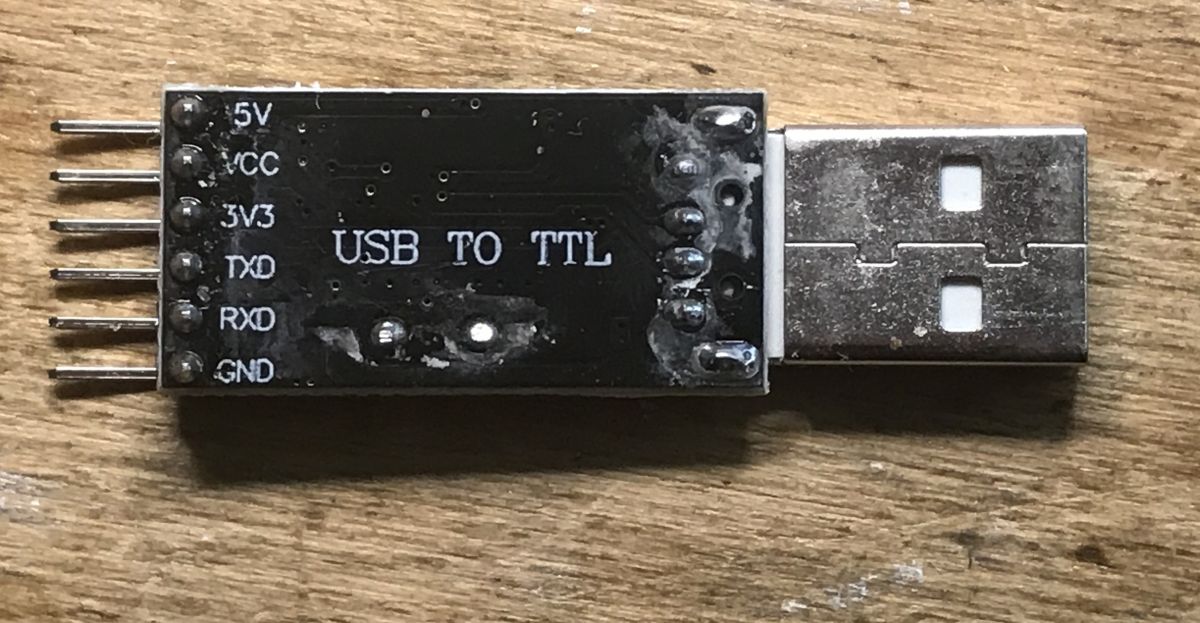 5V
VCC
3V3
TXD
RXD
GND
USB TO TTL